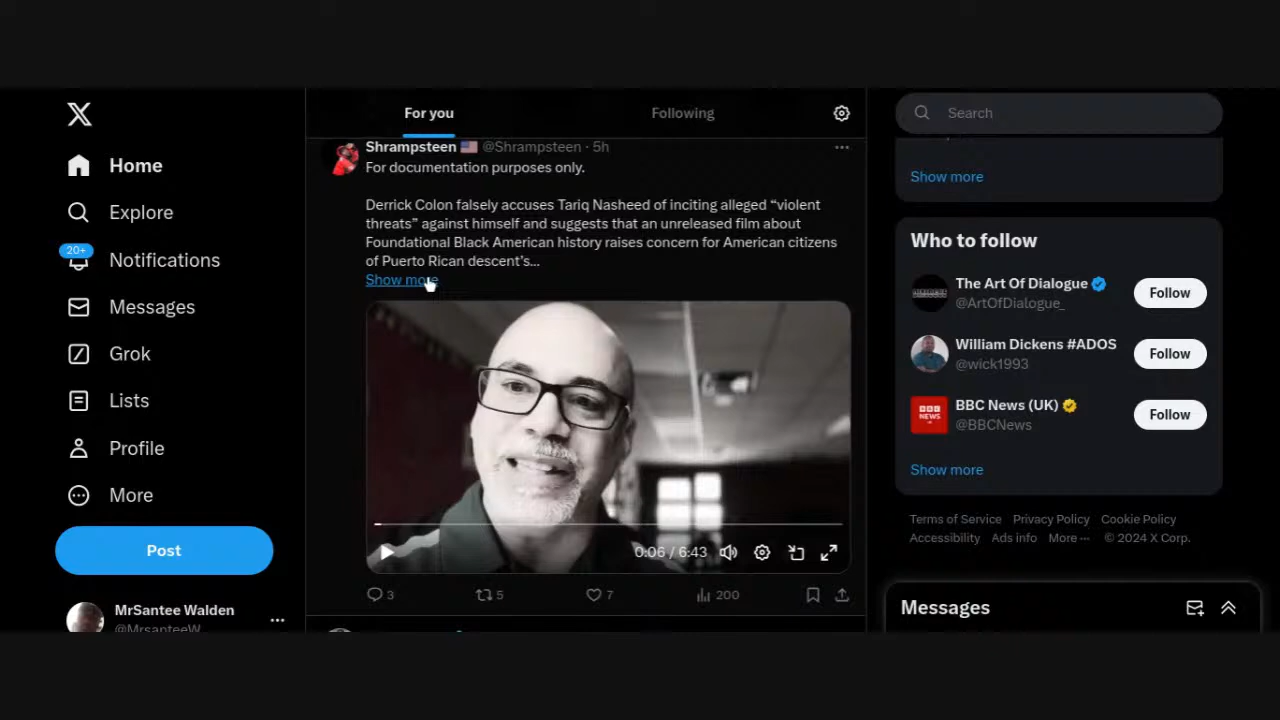 Home
Explore
20+
Notifications
Messages
Grok
Lists
Profile
More
Post
MrSantee Walden
@MrsanteeW
For you
Following
Shrampsteen 🇺🇸 @Shrampsteen · 5h
For documentation purposes only.
Derrick Colon falsely accuses Tariq Nasheed of inciting alleged “violent
threats” against himself and suggests that an unreleased film about
Foundational Black American history raises concern for American citizens
of Puerto Rican descent’s...
Show more
0:06 / 6:43
3
5
7
200
Search
Show more
Who to follow
The Art Of Dialogue
@ArtOfDialogue_
Follow
William Dickens #ADOS
@wick1993
Follow
BBC NEWS
BBC News (UK)
@BBCNews
Follow
Show more
Terms of Service Privacy Policy Cookie Policy
Accessibility Ads info More ··· © 2024 X Corp.
Messages